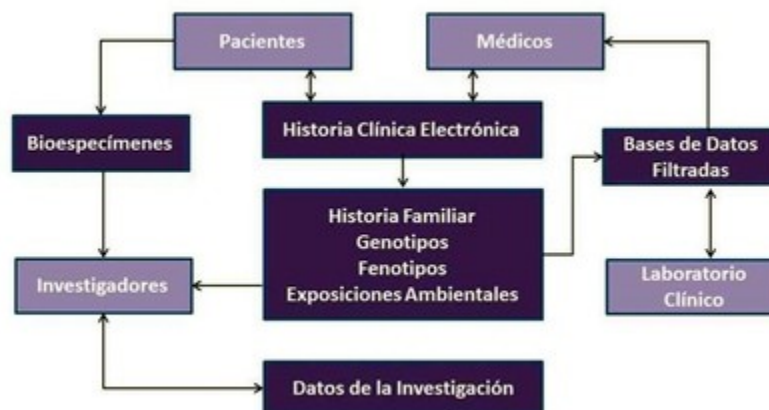 Pacientes
Médicos
Historia Clínica Electrónica
Bioespecímenes
Bases de Datos
Filtradas
Historia Familiar
Genotipos
Fenotipos
Exposiciones Ambientales
Investigadores
Laboratorio
Clínico
Datos de la Investigación